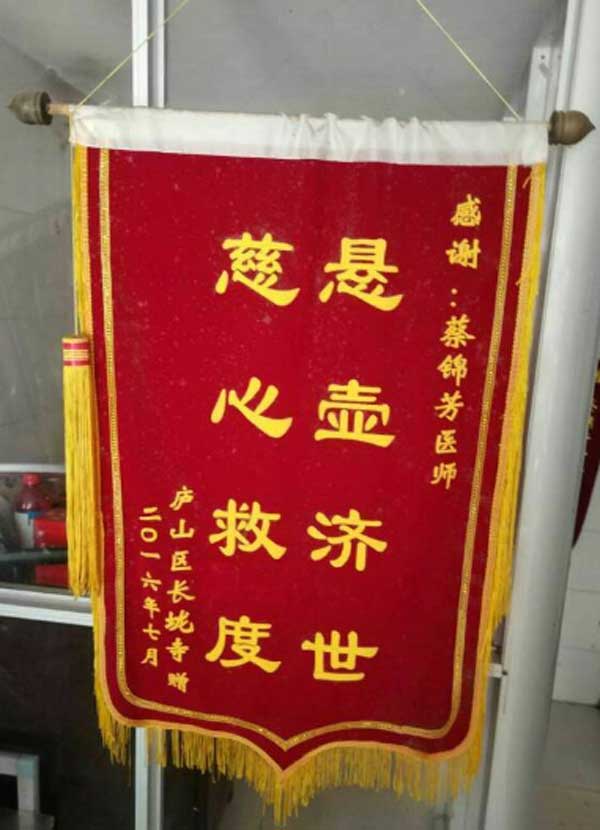 感谢：蔡锦芳医师
悬壶济世
慈心救度
庐山区长垅寺赠
二〇一六年七月